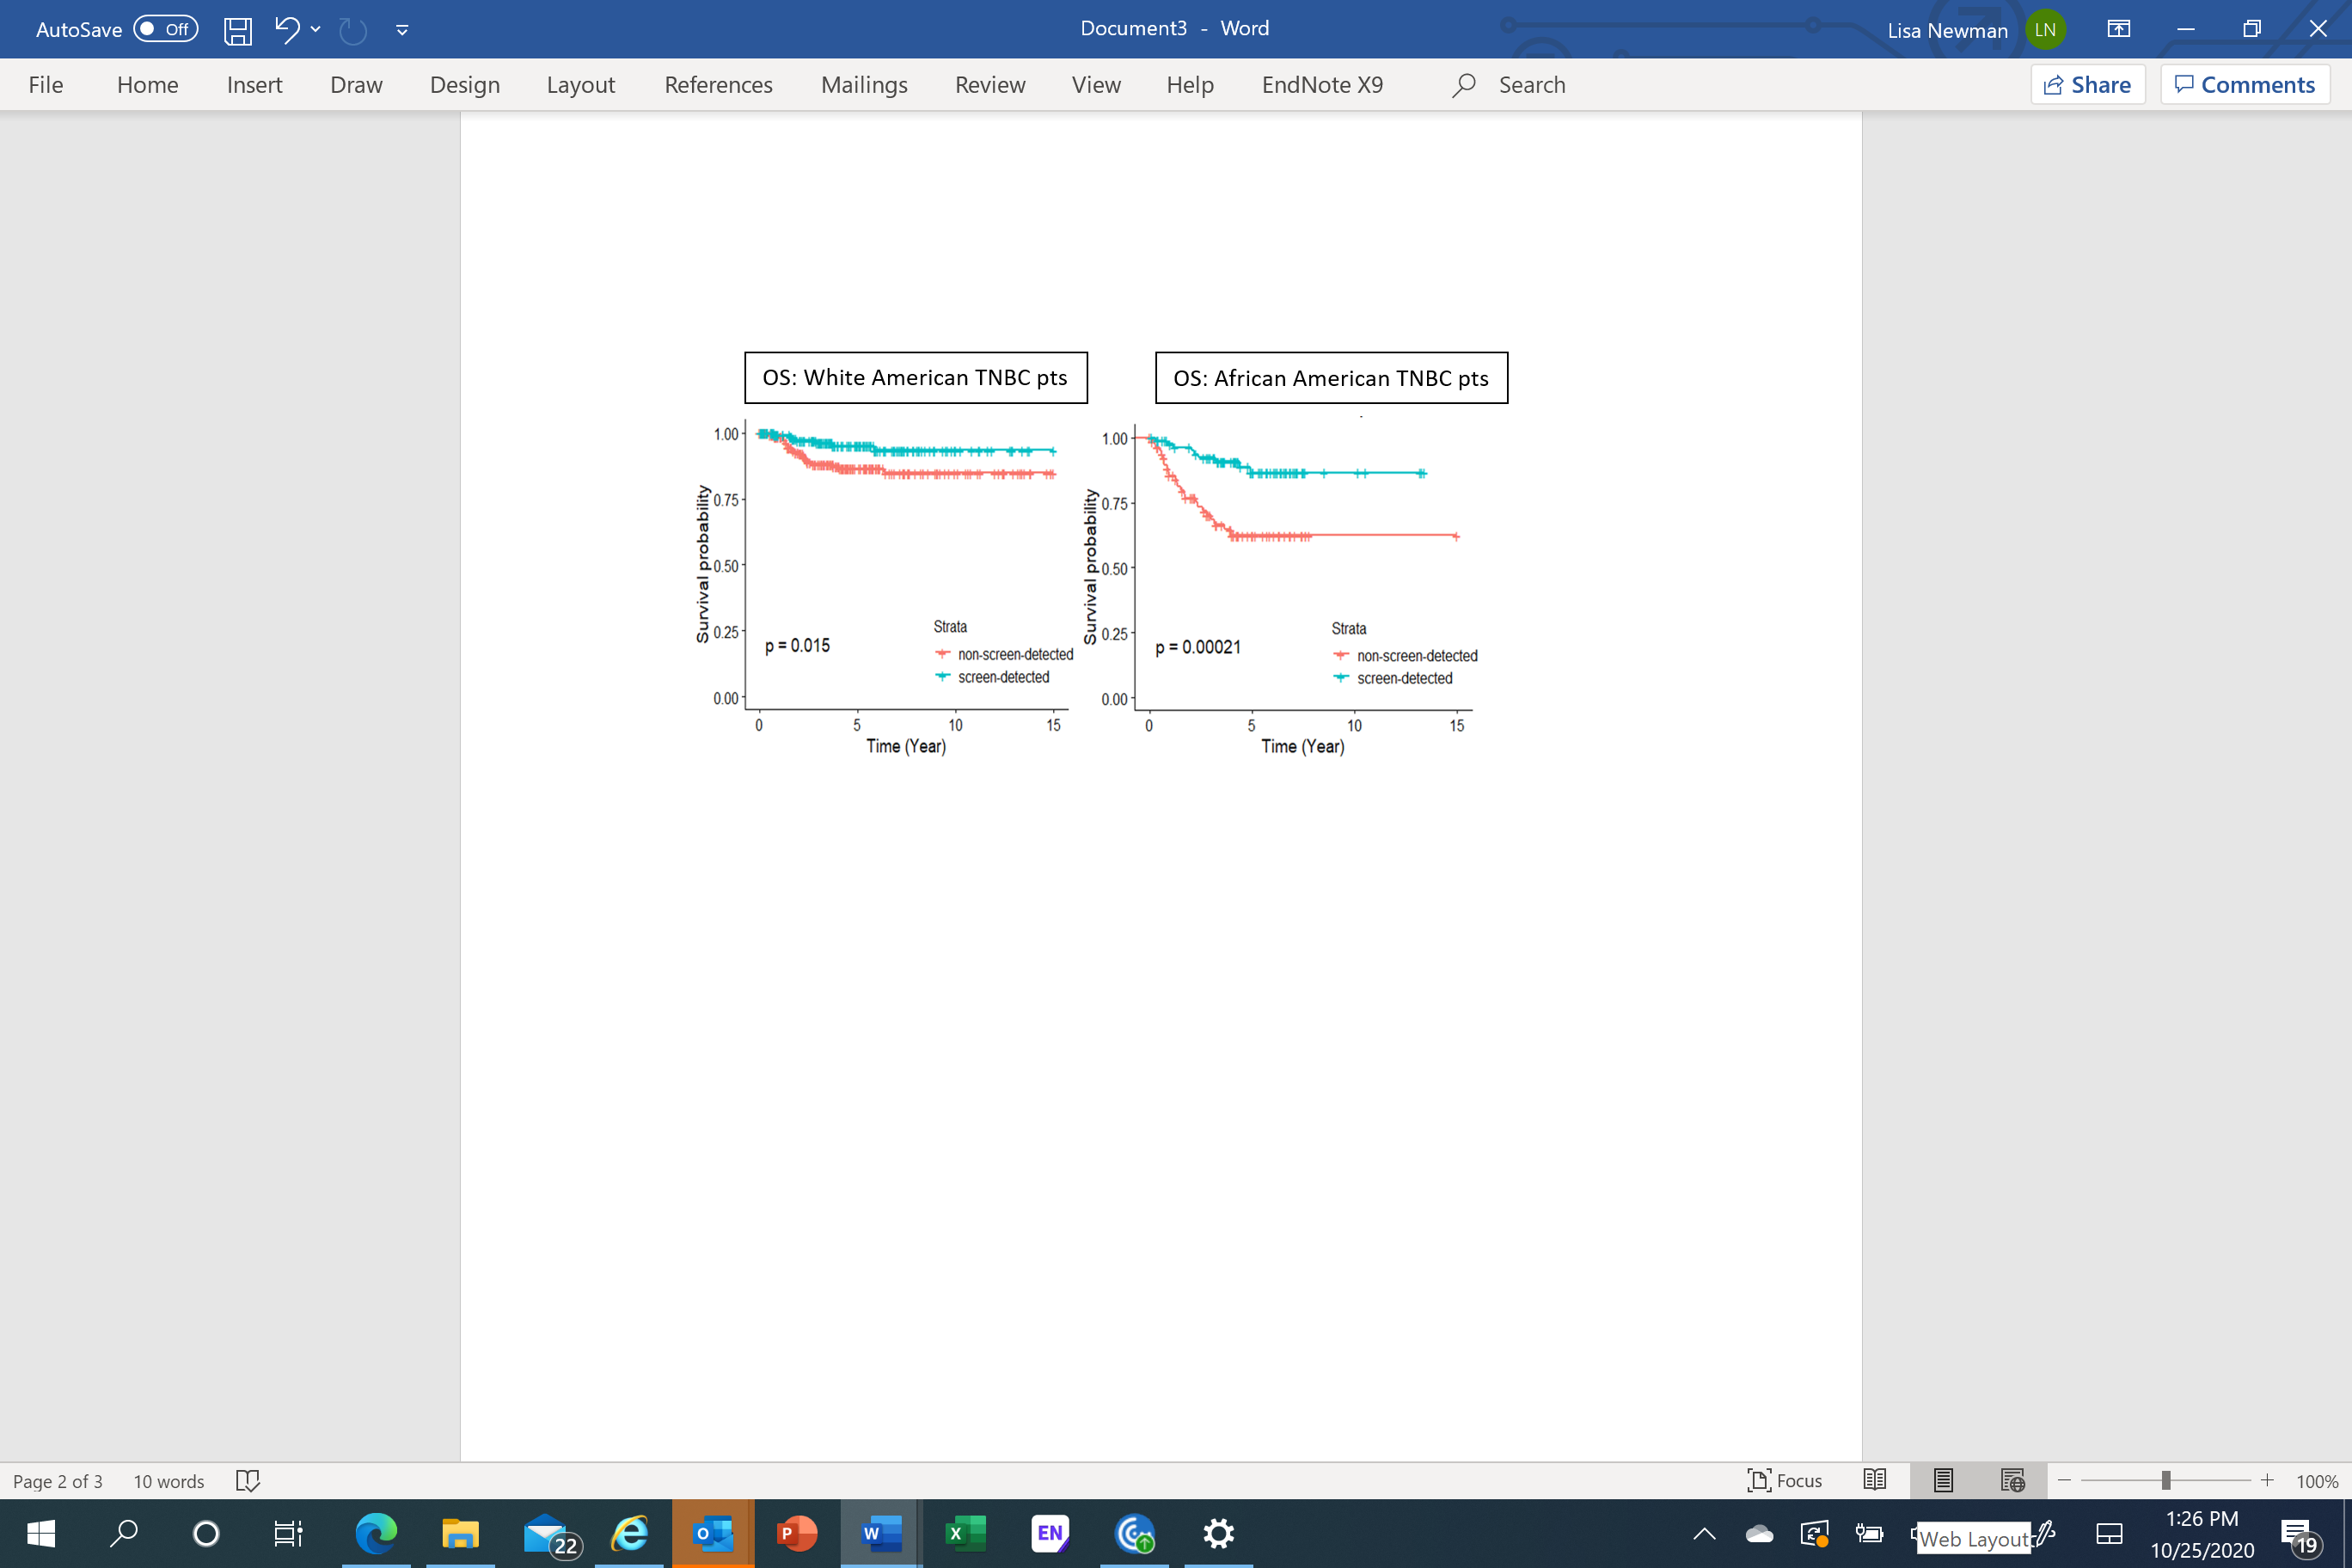 AutoSave Off
Document3 - Word
Lisa Newman LN
File Home Insert Draw Design Layout References Mailings Review View Help EndNote X9 Search
Share Comments
OS: White American TNBC pts
1.00
0.75
0.50
0.25
0.00
Survival probability
p = 0.015
Strata
non-screen-detected
screen-detected
0 5 10 15
Time (Year)
OS: African American TNBC pts
1.00
0.75
0.50
0.25
0.00
Survival probability
p = 0.00021
Strata
non-screen-detected
screen-detected
0 5 10 15
Time (Year)
Page 2 of 3 10 words
Focus
100%
22
O
P
W
X
EN
Web Layout
1:26 PM
10/25/2020
19